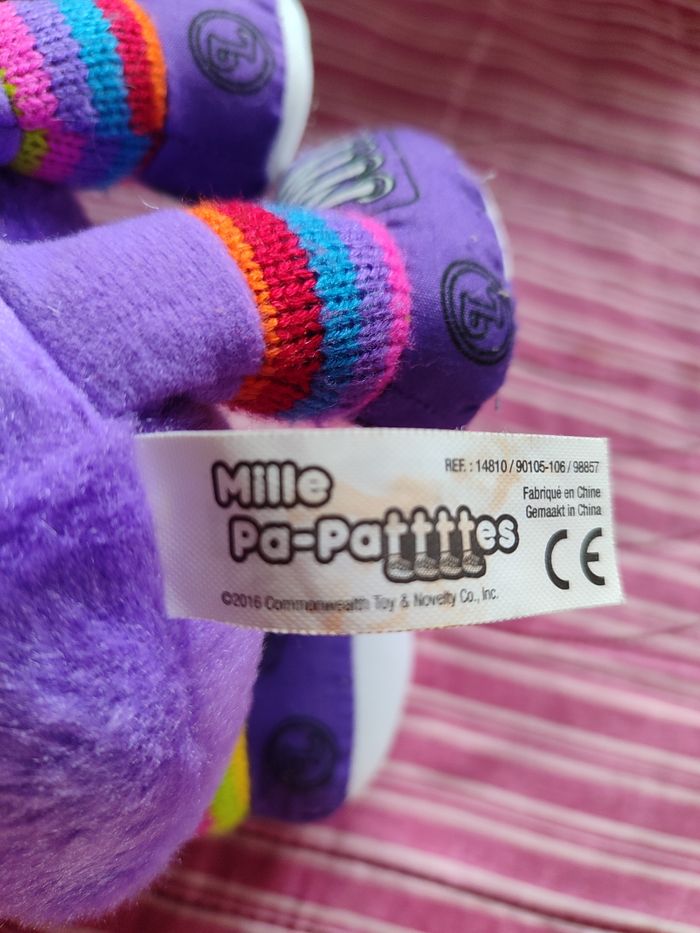 Mille
Pa-Pattttes
REF. : 14810 / 90105-106 / 98857
Fabriqué en Chine
Gemaakt in China
CE
©2016 Commonwealth Toy & Novelty Co., Inc.